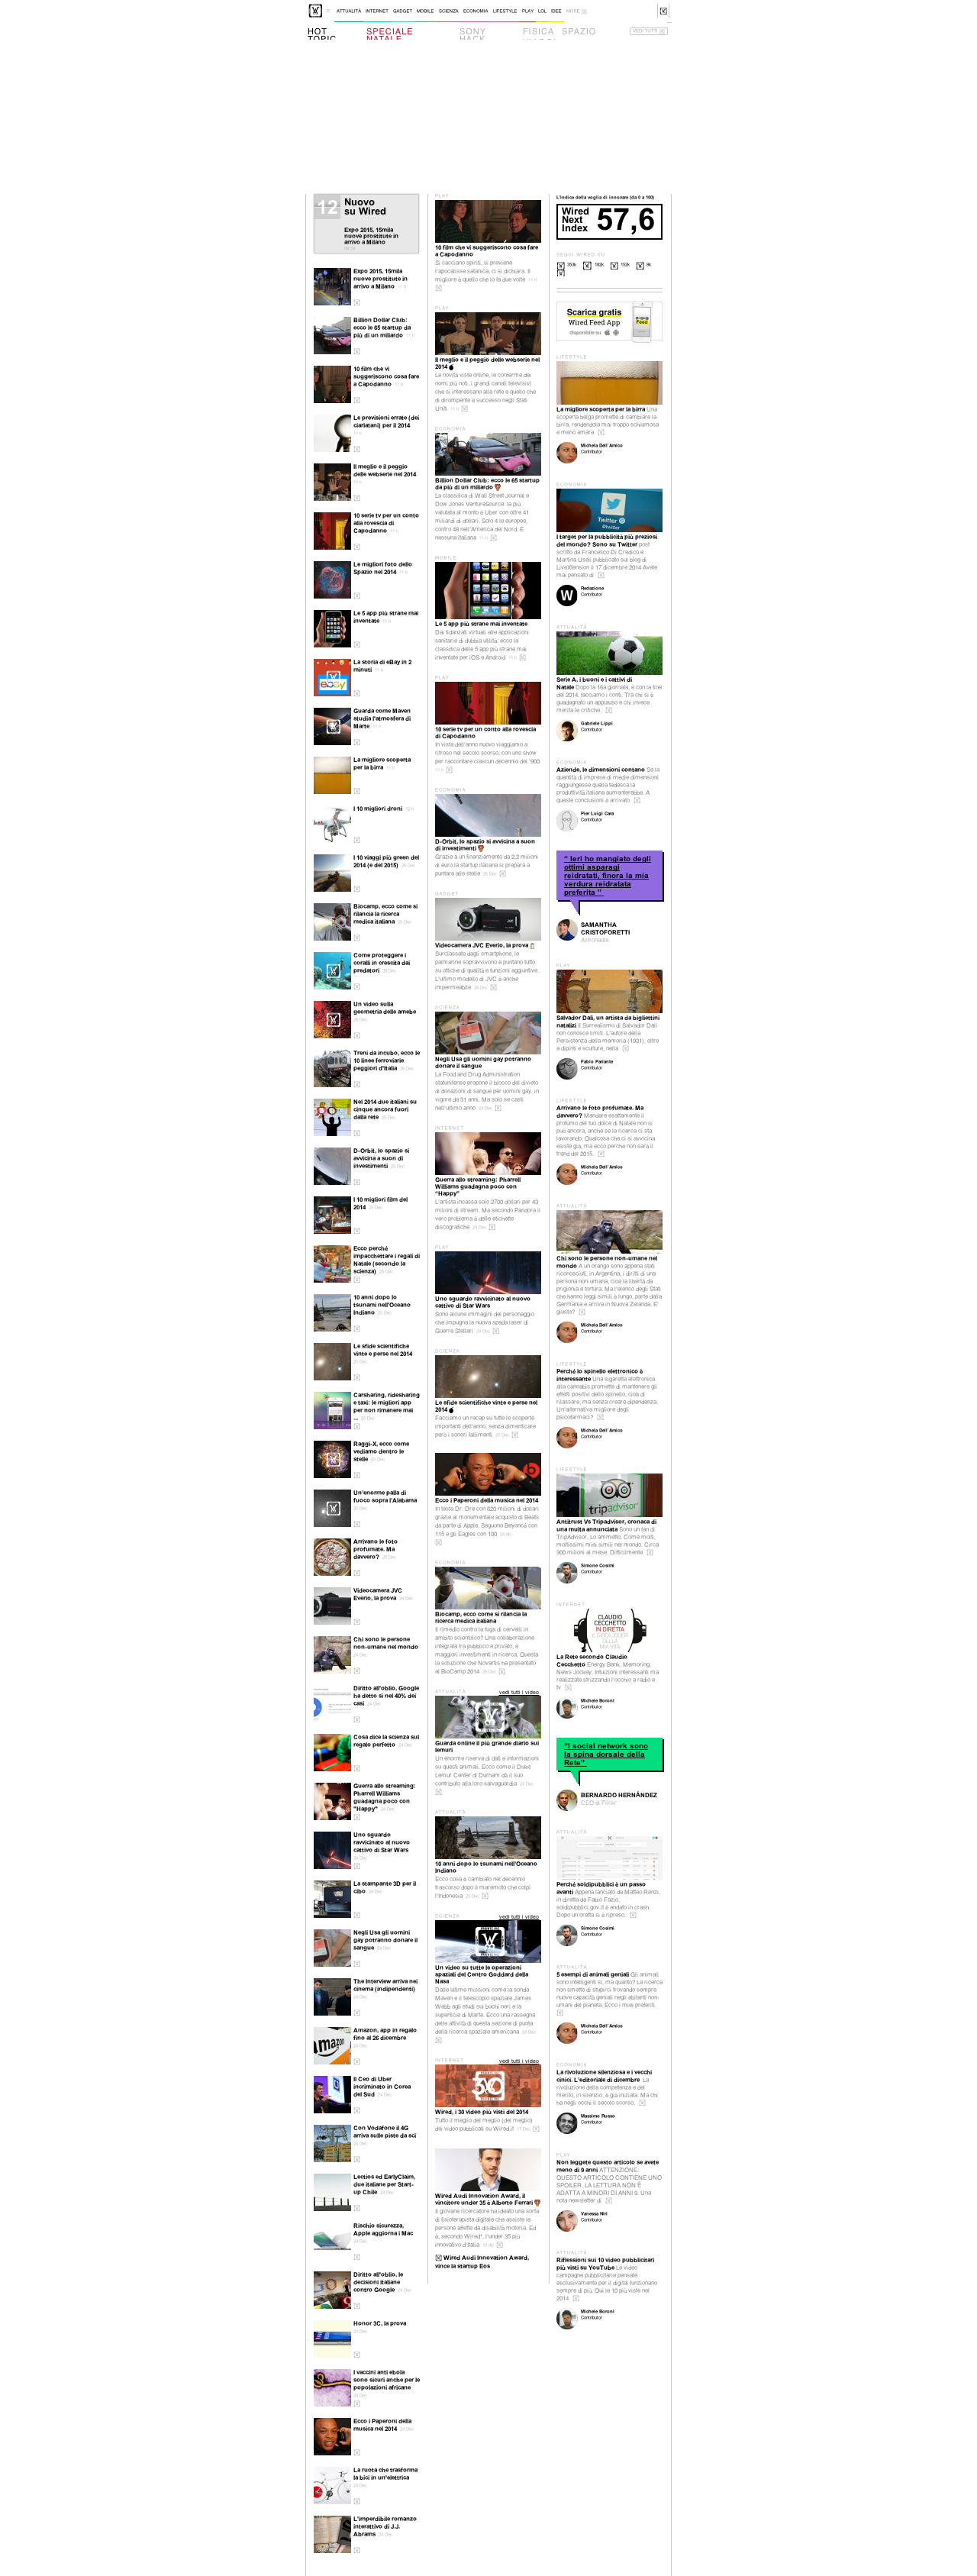 ATTUALITÀ INTERNET GADGET MOBILE SCIENZA ECONOMIA LIFESTYLE PLAY LOL IDEE MORE
HOT TOPIC
SPECIALE NATALE
SONY HACK
FISICA
SPAZIO
VEDI TUTTI
12
Nuovo su Wired
Expo 2015, 15mila nuove prostitute in arrivo a Milano
Expo 2015, 15mila nuove prostitute in arrivo a Milano
Billion Dollar Club: ecco le 65 startup da più di un miliardo
10 film che vi suggeriscono cosa fare a Capodanno
Le previsioni errate (dei ciarlatani) per il 2014
Il meglio e il peggio delle webserie nel 2014
10 serie tv per un conto alla rovescia di Capodanno
Le migliori foto dello Spazio nel 2014
Le 5 app più strane mai inventate
La storia di eBay in 2 minuti
Guarda come Maven studia l'atmosfera di Marte
La migliore scoperta per la birra
I 10 migliori droni
I 10 viaggi più green del 2014 (e del 2015)
Biocamp, ecco come si rilancia la ricerca medica italiana
Come proteggere i coralli in crescita dai predatori
Un video sulla geometria delle amebe
Treni da incubo, ecco le 10 linee ferroviarie peggiori d'Italia
Nel 2014 due italiani su cinque ancora fuori dalla rete
D-Orbit, lo spazio si avvicina a suon di investimenti
I 10 migliori film del 2014
Ecco perché impacchettare i regali di Natale (secondo la scienza)
10 anni dopo lo tsunami nell'Oceano Indiano
Le sfide scientifiche vinte e perse nel 2014
Carsharing, ridesharing e taxi: le migliori app per non rimanere mai ...
Raggi-X, ecco come vediamo dentro le stelle
Un'enorme palla di fuoco sopra l'Alabama
Arrivano le foto profumate. Ma davvero?
Videocamera JVC Everio, la prova
Chi sono le persone non-umane nel mondo
Diritto all'oblio, Google ha detto sì nel 40% dei casi
Cosa dice la scienza sul regalo perfetto
Guerra allo streaming: Pharrell Williams guadagna poco con "Happy"
Uno sguardo ravvicinato al nuovo cattivo di Star Wars
La stampante 3D per il cibo
Negli Usa gli uomini gay potranno donare il sangue
The Interview arriva nei cinema (indipendenti)
Amazon, app in regalo fino al 26 dicembre
Il Ceo di Uber incriminato in Corea del Sud
Con Vodafone il 4G arriva sulle piste da sci
Lectios ed EarlyClaim, due italiane per Start-up Chile
Rischio sicurezza, Apple aggiorna i Mac
Diritto all'oblio, le decisioni italiane contro Google
Honor 3C, la prova
I vaccini anti ebola sono sicuri anche per le popolazioni africane
Ecco i Paperoni della musica nel 2014
La ruota che trasforma la bici in un'elettrica
L'imperdibile romanzo interattivo di J.J. Abrams
PLAY
10 film che vi suggeriscono cosa fare a Capodanno
Si cacciano spiriti, si previene l'apocalisse satanica, ci si dichiara. Il migliore è quello che lo fa due volte
PLAY
Il meglio e il peggio delle webserie nel 2014
Le novità viste online, le conferme dei nomi più noti, i grandi canali televisivi che si interessano alla rete e quello che di dirompente è successo negli Stati Uniti
ECONOMIA
Billion Dollar Club: ecco le 65 startup da più di un miliardo
La classifica di Wall Street Journal e Dow Jones VentureSource: la più valutata al mondo è Uber con oltre 41 miliardi di dollari. Solo 4 le europee, contro 48 nell'America del Nord. E nessuna italiana
MOBILE
Le 5 app più strane mai inventate
Dai fidanzati virtuali alle applicazioni sanitarie di dubbia utilità: ecco la classifica delle 5 app più strane mai inventate per iOS e Android
PLAY
10 serie tv per un conto alla rovescia di Capodanno
In vista dell'anno nuovo viaggiamo a ritroso nel secolo scorso, con uno show per raccontare ciascun decennio del '900
ECONOMIA
D-Orbit, lo spazio si avvicina a suon di investimenti
Grazie a un finanziamento da 2,2 milioni di euro la startup italiana si prepara a puntare alle stelle
GADGET
Videocamera JVC Everio, la prova
Surclassate dagli smartphone, le palmarine sopravvivono e puntano tutto su ottiche di qualità e funzioni aggiuntive. L'ultimo modello di JVC è anche impermeabile
SCIENZA
Negli Usa gli uomini gay potranno donare il sangue
La Food and Drug Administration statunitense propone il blocco del divieto di donazioni di sangue per uomini gay, in vigore da 31 anni. Ma solo se casti nell'ultimo anno
INTERNET
Guerra allo streaming: Pharrell Williams guadagna poco con "Happy"
L'artista incassa solo 2700 dollari per 43 milioni di stream. Ma secondo Pandora il vero problema è delle etichette discografiche
PLAY
Uno sguardo ravvicinato al nuovo cattivo di Star Wars
Sono alcune immagini del personaggio che impugna la nuova spada laser di Guerre Stellari
SCIENZA
Le sfide scientifiche vinte e perse nel 2014
Facciamo un recap su tutte le scoperte importanti dell'anno, senza dimenticare però i sonori fallimenti
Ecco i Paperoni della musica nel 2014
In testa Dr. Dre con 620 milioni di dollari, grazie al monumentale acquisto di Beats da parte di Apple. Seguono Beyoncé con 115 e gli Eagles con 100
ECONOMIA
Biocamp, ecco come si rilancia la ricerca medica italiana
Il rimedio contro la fuga di cervelli in ambito scientifico? Una collaborazione integrata tra pubblico e privato, e maggiori investimenti in ricerca. Questa la soluzione che Novartis ha presentato al BioCamp 2014
ATTUALITÀ
vedi tutti i video
Guarda online il più grande diario sui lemuri
Un enorme riserva di dati e informazioni su questi animali. Ecco come il Duke Lemur Center di Durham dà il suo contributo alla loro salvaguardia
ATTUALITÀ
10 anni dopo lo tsunami nell'Oceano Indiano
Ecco cosa è cambiato nel decennio trascorso dopo il maremoto che colpì l'Indonesia
SCIENZA
vedi tutti i video
Un video su tutte le operazioni spaziali del Centro Goddard della Nasa
Dalle ultime missioni: come la sonda Maven e il telescopio spaziale James Webb agli studi sui buchi neri e la superficie di Marte. Ecco una rassegna delle attività di questa sezione di punta della ricerca spaziale americana
INTERNET
vedi tutti i video
Wired, i 30 video più visti del 2014
Tutto il meglio del meglio (del meglio) dei video pubblicati su Wired.it
Wired Audi Innovation Award, il vincitore under 35 è Alberto Ferrari
Il giovane ricercatore ha ideato una sorta di fisioterapista digitale che assiste le persone affette da disabilità motoria. Ed è, secondo Wired*, l'under 35 più innovativo d'Italia
Wired Audi Innovation Award, vince la startup Eos
L'indice della voglia di innovare (da 0 a 100)
Wired Next Index 57,6
SEGUI WIRED SU
Scarica gratis
Wired Feed App
disponibile su
LIFESTYLE
La migliore scoperta per la birra Una scoperta belga promette di cambiare la birra, rendendola mai troppo schiumosa e meno amara
Michela Dell'Amico
Contributor
ECONOMIA
I target per la pubblicità più preziosi del mondo? Sono su Twitter post scritto da Francesco Di Credico e Martina Useli pubblicato sul blog di LiveXtension il 17 dicembre 2014 Avete mai pensato di
Redazione
Contributor
ATTUALITÀ
Serie A, i buoni e i cattivi di Natale Dopo la 16a giornata, e con la fine del 2014, facciamo i conti. Tra chi si è guadagnato un applauso e chi invece merita le critiche.
Gabriele Lippi
Contributor
ECONOMIA
Aziende, le dimensioni contano Se la quantità di imprese di medie dimensioni raggiungesse quella tedesca la produttività italiana aumenterebbe. A queste conclusioni è arrivato
Pier Luigi Cara
Contributor
" Ieri ho mangiato degli ottimi asparagi reidratati, finora la mia verdura reidratata preferita "
SAMANTHA CRISTOFORETTI
Astronauta
PLAY
Salvador Dalì, un artista da bigliettini natalizi Il Surrealismo di Salvador Dalì non conosce limiti. L'autore della Persistenza della memoria (1931), oltre a dipinti e sculture, nella
Fabio Pariante
Contributor
LIFESTYLE
Arrivano le foto profumate. Ma davvero? Mandare esattamente il profumo del tuo dolce di Natale non si può ancora, anche se la ricerca ci sta lavorando. Qualcosa che ci si avvicina esiste già, ma ecco perché non sarà il trend del 2015.
Michela Dell'Amico
Contributor
ATTUALITÀ
Chi sono le persone non-umane nel mondo A un orango sono appena stati riconosciuti, in Argentina, i diritti di una persona non-umana, cioè la libertà da prigionia e tortura. Ma l'elenco degli Stati che hanno leggi simili è lungo, parte dalla Germania e arriva in Nuova Zelanda. E' giusto?
Michela Dell'Amico
Contributor
LIFESTYLE
Perché lo spinello elettronico è interessante Una sigaretta elettronica alla cannabis promette di mantenere gli effetti positivi dello spinello, cioè di rilassare, ma senza creare dipendenza. Un'alternativa migliore degli psicofarmaci?
Michela Dell'Amico
Contributor
LIFESTYLE
tripadvisor
Antitrust Vs Tripadvisor, cronaca di una multa annunciata Sono un fan di TripAdvisor. Lo ammetto. Come molti, moltissimi miei simili nel mondo. Circa 300 milioni al mese. Difficilmente
Simone Cosimi
Contributor
INTERNET
CLAUDIO CECCHETTO
IN DIRETTA
La Rete secondo Claudio Cecchetto Energy Bank, Memoring, News Jockey. Intuizioni interessanti ma realizzate strizzando l'occhio a radio e tv
Michele Boroni
Contributor
"I social network sono la spina dorsale della Rete"
BERNARDO HERNÁNDEZ
CEO di Flickr
ATTUALITÀ
Perché soldipubblici è un passo avanti Appena lanciato da Matteo Renzi, in diretta da Fabio Fazio, soldipubblici.gov.it è andato in crash. Dopo un'oretta si è ripreso.
Simone Cosimi
Contributor
ATTUALITÀ
5 esempi di animali geniali Gli animali sono intelligenti sì, ma quanto? La ricerca non smette di stupirci trovando sempre nuove capacità geniali negli abitanti non-umani del pianeta. Ecco i miei preferiti.
Michela Dell'Amico
Contributor
ECONOMIA
La rivoluzione silenziosa e i vecchi cinici. L'editoriale di dicembre La rivoluzione della competenza e del merito, in silenzio, è già iniziata. Ma chi ha negli occhi il secolo scorso,
Massimo Russo
Contributor
PLAY
Non leggete questo articolo se avete meno di 9 anni ATTENZIONE: QUESTO ARTICOLO CONTIENE UNO SPOILER. LA LETTURA NON È ADATTA A MINORI DI ANNI 9. Una nota newsletter di
Vanessa Niri
Contributor
ATTUALITÀ
Riflessioni sui 10 video pubblicitari più visti su YouTube Le video campagne pubblicitarie pensate esclusivamente per il digital funzionano sempre di più. Qui le 10 più viste nel 2014
Michele Boroni
Contributor